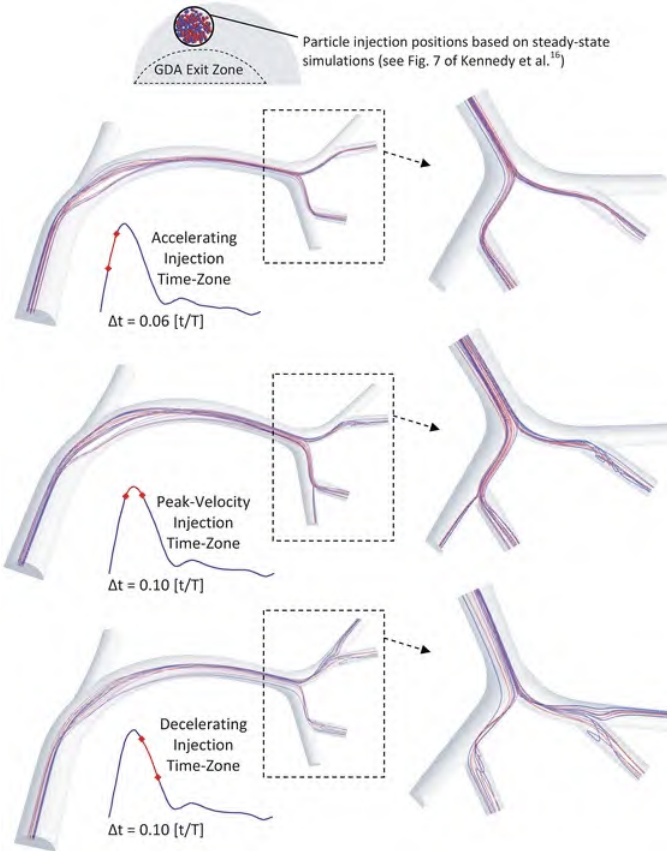 Particle injection positions based on steady-state
simulations (see Fig. 7 of Kennedy et al.16)
GDA Exit Zone
Accelerating
Injection
Time-Zone
Δt = 0.06 [t/T]
Peak-Velocity
Injection
Time-Zone
Δt = 0.10 [t/T]
Decelerating
Injection
Time-Zone
Δt = 0.10 [t/T]